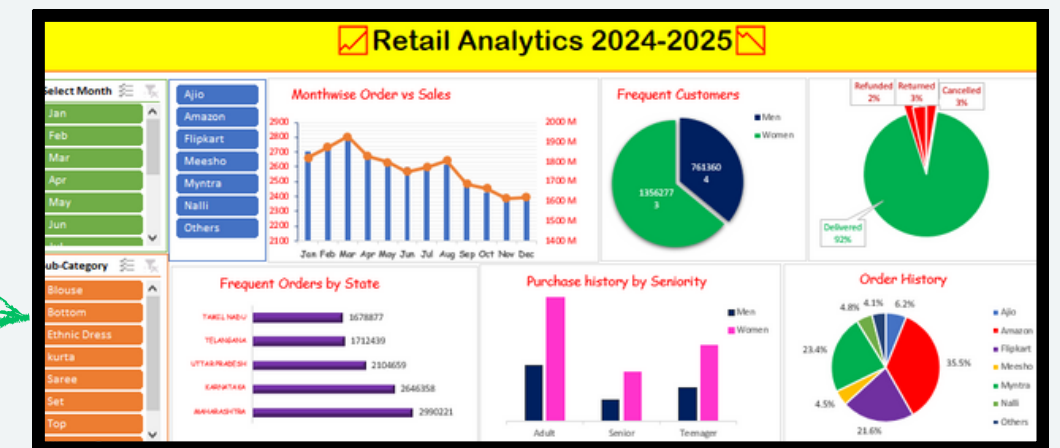 Retail Analytics 2024-2025
Select Month
Jan
Feb
Mar
Apr
May
Jun
Sub-Category
Blouse
Bottom
Ethnic Dress
kurta
Saree
Set
Top
Ajio
Amazon
Flipkart
Meesho
Myntra
Nalli
Others
Monthwise Order vs Sales
2900
2800
2700
2600
2500
2400
2300
2200
2100
2000 M
1900 M
1800 M
1700 M
1600 M
1500 M
1400 M
Jan Feb Mar Apr May Jun Jul Aug Sep Oct Nov Dec
Frequent Customers
Men
Women
761360
4
1356277
3
Refunded
2%
Returned
3%
Cancelled
3%
Delivered
92%
Frequent Orders by State
TAMIL NADU
1678877
TELANGANA
1712439
UTTAR PRADESH
2104659
KARNATAKA
2646358
MAHARASHTRA
2990221
Purchase history by Seniority
Men
Women
Adult
Senior
Teenager
Order History
4.8%
4.1%
6.2%
23.4%
35.5%
4.5%
21.6%
Ajio
Amazon
Flipkart
Meesho
Myntra
Nalli
Others